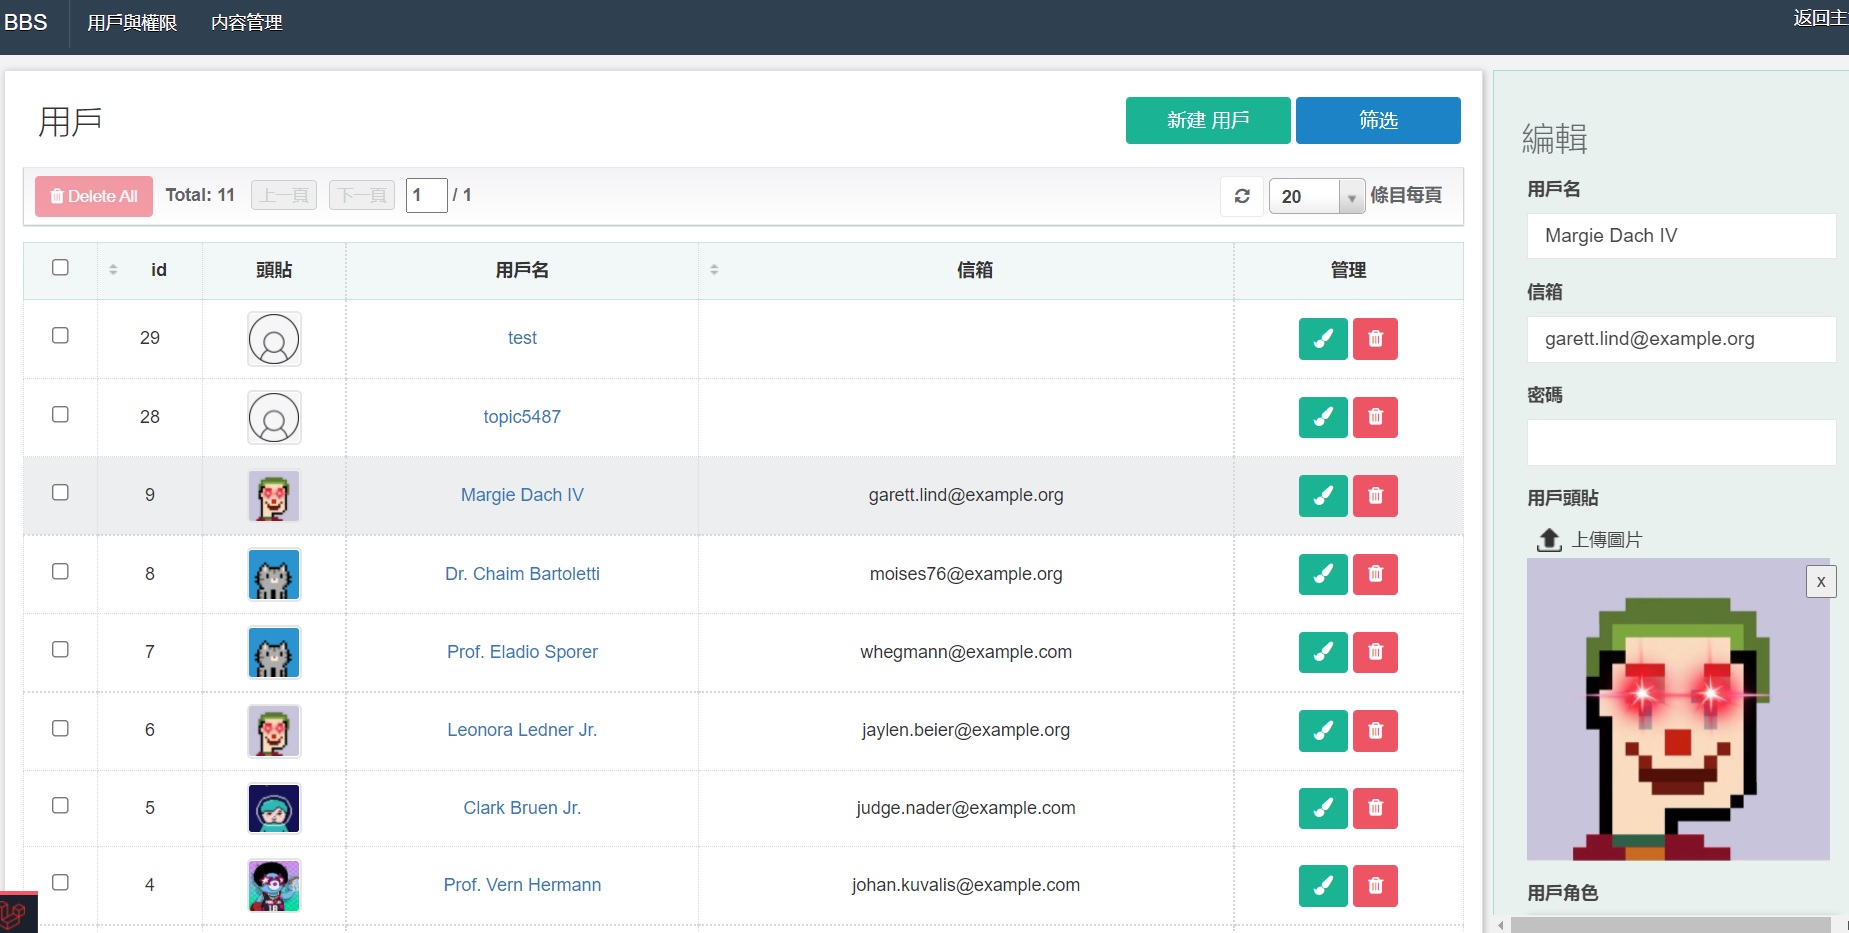 BBS 用戶與權限 內容管理 返回主
用戶 新建 用戶 筛选
Delete All Total: 11 上一頁 下一頁 1 / 1 20 條目每頁
id 頭貼 用戶名 信箱 管理
29 test
28 topic5487
9 Margie Dach IV garett.lind@example.org
8 Dr. Chaim Bartoletti moises76@example.org
7 Prof. Eladio Sporer whegmann@example.com
6 Leonora Ledner Jr. jaylen.beier@example.org
5 Clark Bruen Jr. judge.nader@example.com
4 Prof. Vern Hermann johan.kuvalis@example.com
編輯
用戶名
Margie Dach IV
信箱
garett.lind@example.org
密碼
用戶頭貼
上傳圖片
x
用戶角色